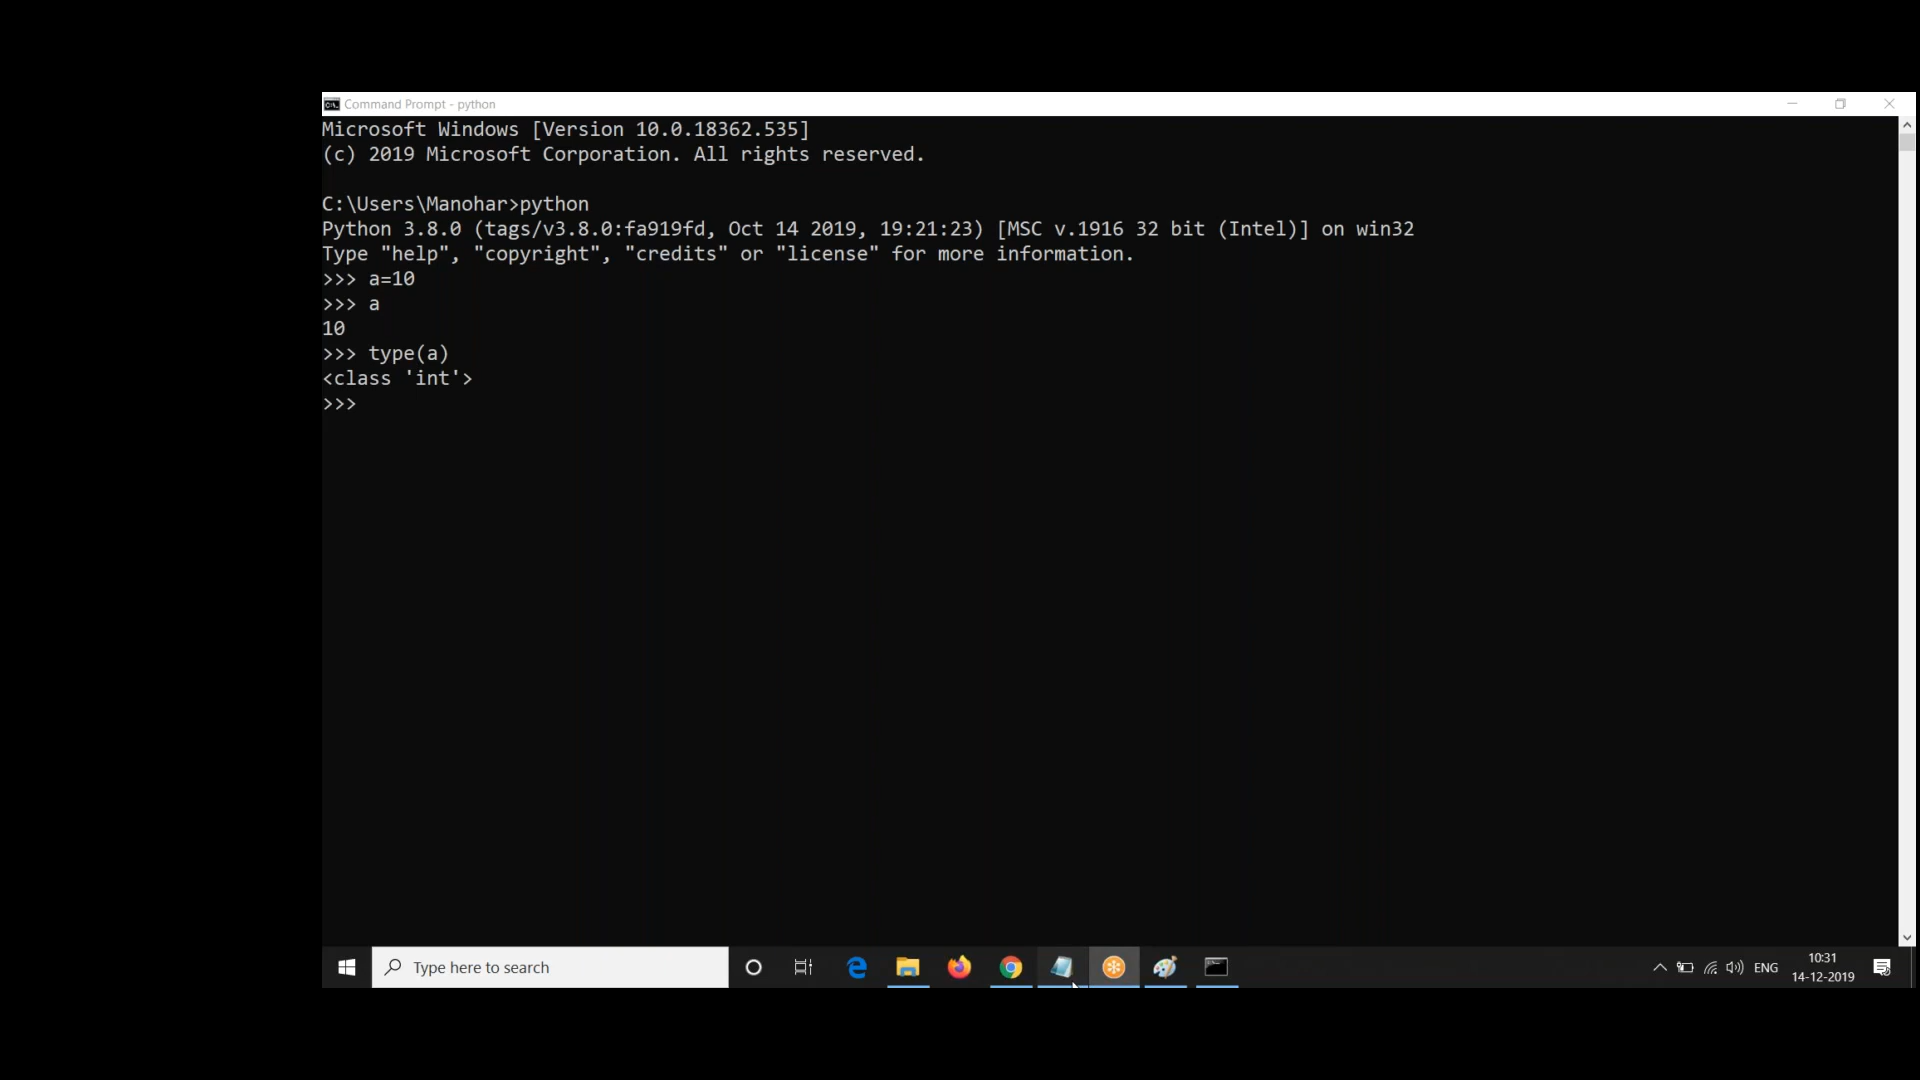 Command Prompt - python
Microsoft Windows [Version 10.0.18362.535]
(c) 2019 Microsoft Corporation. All rights reserved.
C:\Users\Manohar>python
Python 3.8.0 (tags/v3.8.0:fa919fd, Oct 14 2019, 19:21:23) [MSC v.1916 32 bit (Intel)] on win32
Type "help", "copyright", "credits" or "license" for more information.
>>> a=10
>>> a
10
>>> type(a)
<class 'int'>
>>>
Type here to search
ENG
10:31
14-12-2019